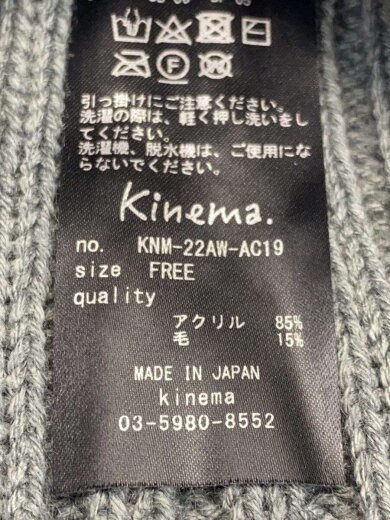 引っ掛けにご注意ください。
洗濯の際は、軽く押し洗いをし
てください。
洗濯機、脱水機は、ご使用にな
らないでください。
Kinema.
no. KNM-22AW-AC19
size FREE
quality
アクリル 85%
毛 15%
MADE IN JAPAN
kinema
03-5980-8552